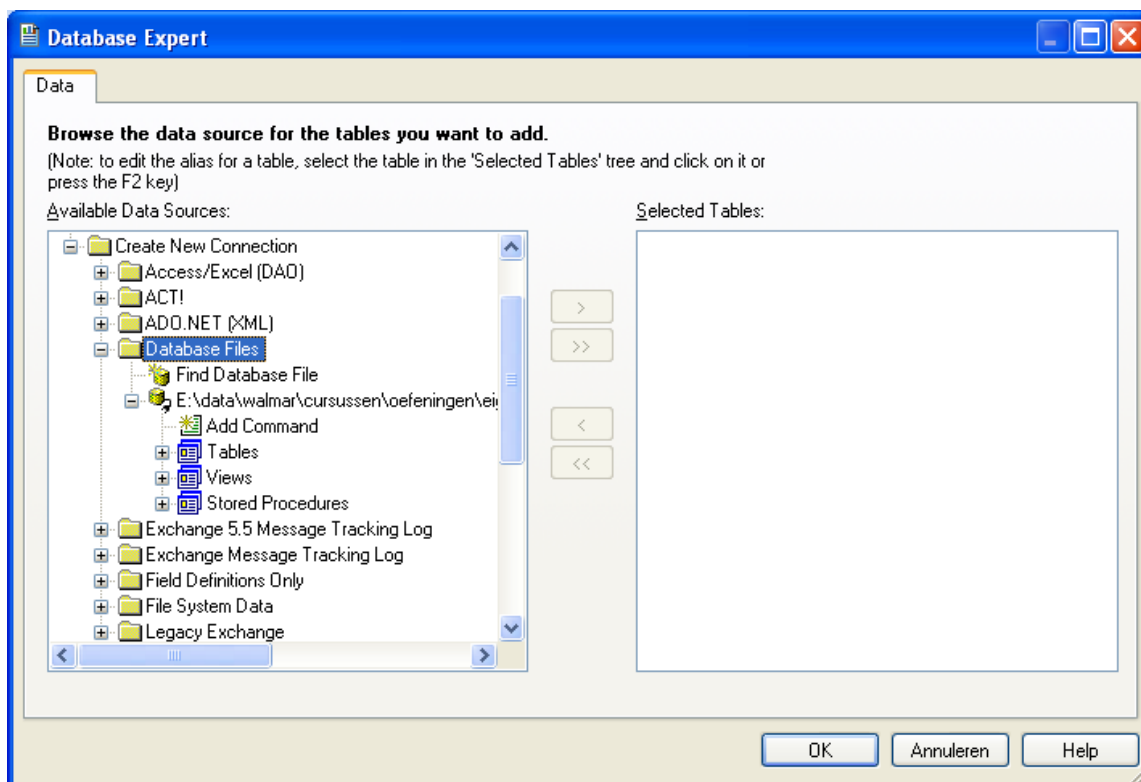 Database Expert
Data
Browse the data source for the tables you want to add.
(Note: to edit the alias for a table, select the table in the 'Selected Tables' tree and click on it or
press the F2 key)
Available Data Sources:
Selected Tables:
Create New Connection
Access/Excel (DAO)
ACT!
ADO.NET (XML)
Database Files
Find Database File
E:\data\walmar\cursussen\oefeningen\eig
Add Command
Tables
Views
Stored Procedures
Exchange 5.5 Message Tracking Log
Exchange Message Tracking Log
Field Definitions Only
File System Data
Legacy Exchange
>
>>
<
<<
OK
Annuleren
Help